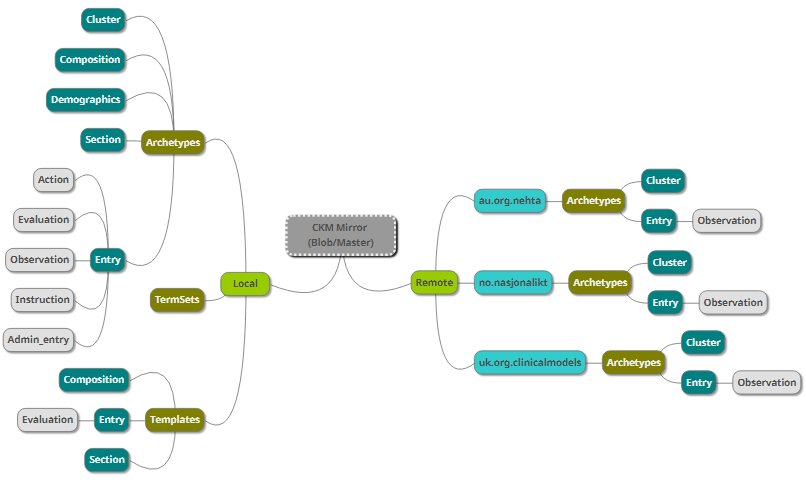 CKM Mirror
(Blob/Master)
Local
Archetypes
Cluster
Composition
Demographics
Section
Entry
Action
Evaluation
Observation
Instruction
Admin_entry
TermSets
Templates
Composition
Entry
Evaluation
Section
Remote
au.org.nehta
Archetypes
Cluster
Entry
Observation
no.nasjonalikt
Archetypes
Cluster
Entry
Observation
uk.org.clinicalmodels
Archetypes
Cluster
Entry
Observation